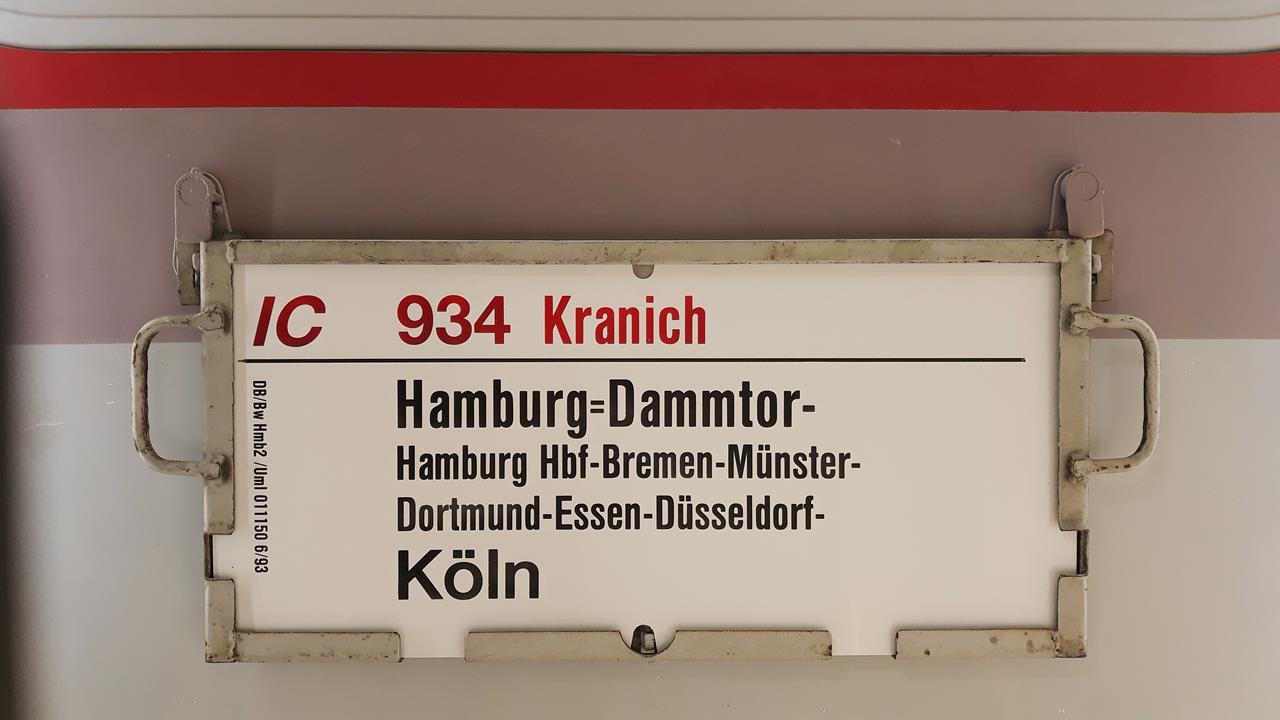 IC 934 Kranich
Hamburg=Dammtor-
Hamburg Hbf-Bremen-Münster-
Dortmund-Essen-Düsseldorf-
Köln
DB/Bw Hmb2 /Uml 011150 6/93